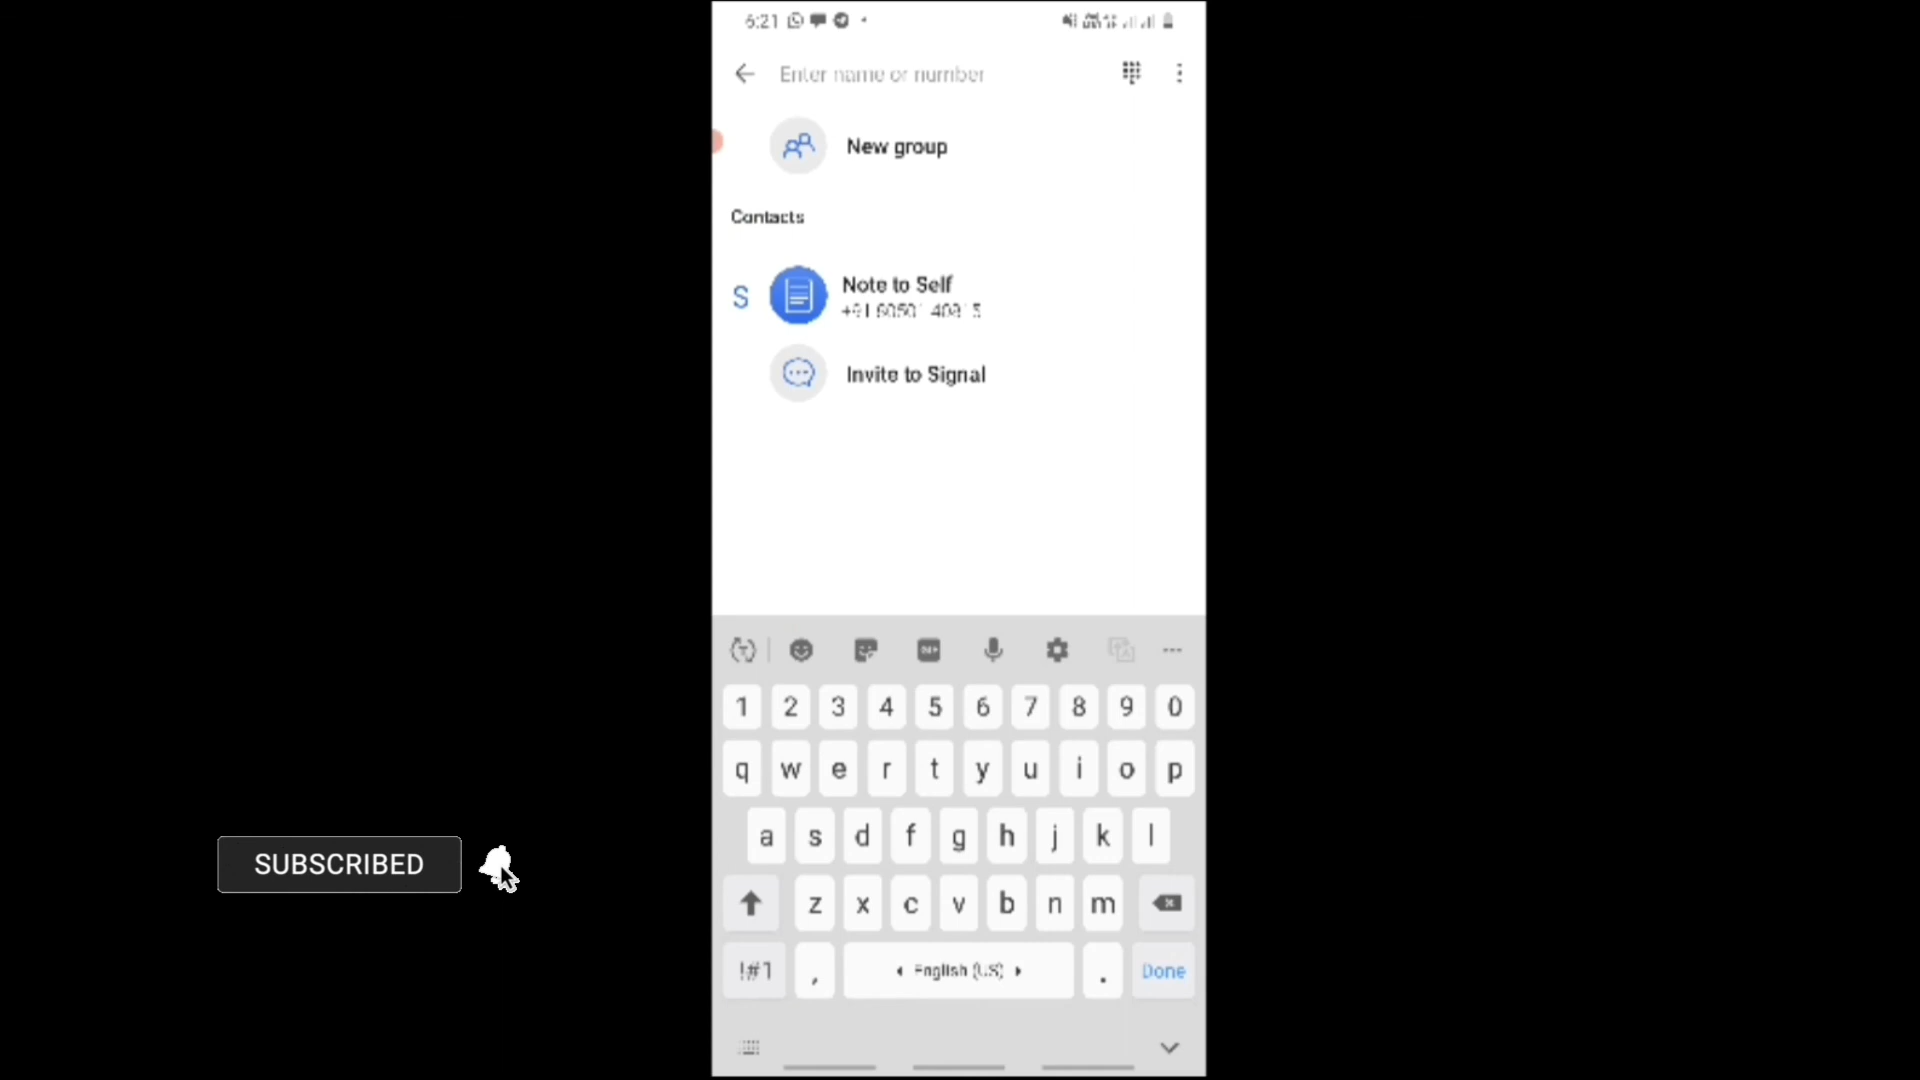 6:21
Enter name or number
New group
Contacts
S
Note to Self
Invite to Signal
1 2 3 4 5 6 7 8 9 0
q w e r t y u i o p
a s d f g h j k l
SUBSCRIBED
z x c v b n m
!#1 , English (US) . Done